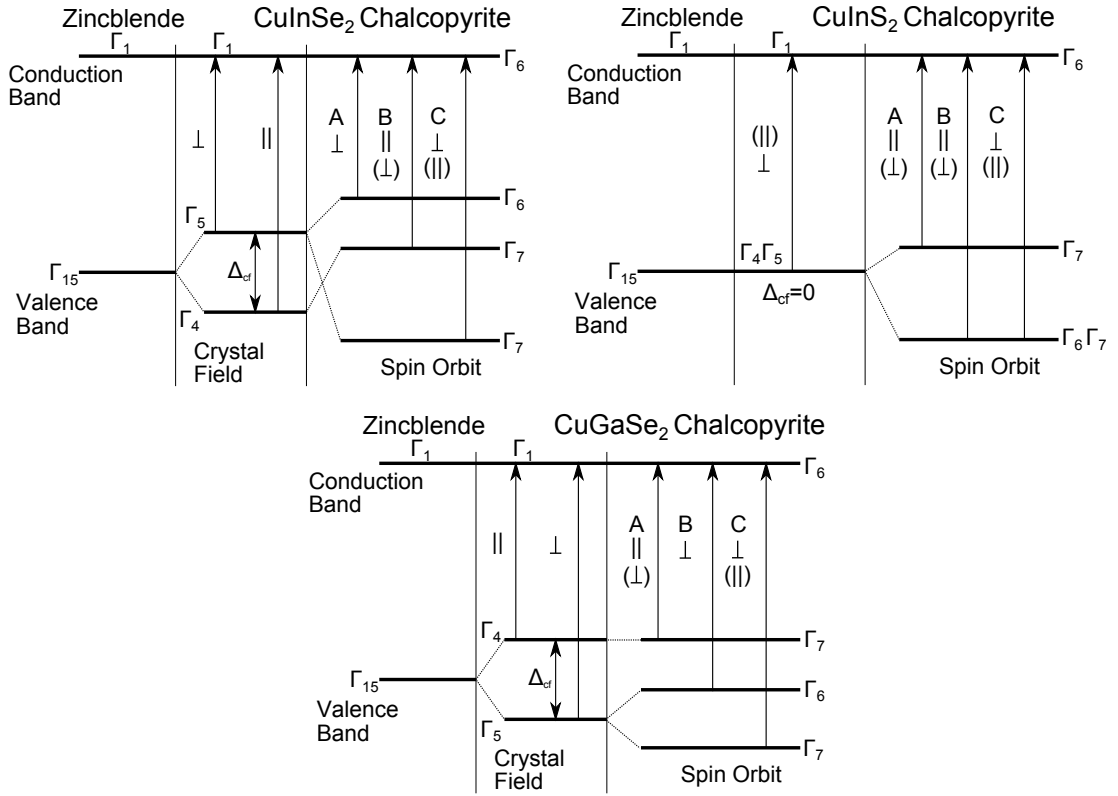 Zincblende CuInSe₂ Chalcopyrite
Γ₁ Γ₁
Γ₆
Conduction
Band
A B C
⊥ || ⊥ || ⊥
(⊥) (||)
Γ₆
Γ₅
Γ₇
Δcf
Γ₁₅
Valence
Band
Γ₄
Γ₇
Crystal
Field
Spin Orbit
Zincblende CuInS₂ Chalcopyrite
Γ₁ Γ₁
Γ₆
Conduction
Band
A B C
(||) || || ⊥
⊥ (⊥) (⊥) (||)
Γ₇
Γ₄Γ₅
Γ₁₅
Δcf=0
Valence
Band
Γ₆ Γ₇
Spin Orbit
Zincblende CuGaSe₂ Chalcopyrite
Γ₁ Γ₁
Γ₆
Conduction
Band
A B C
|| ⊥ || ⊥ ⊥
(⊥) (||)
Γ₄
Γ₇
Γ₁₅
Δcf
Γ₆
Valence
Band
Γ₅
Γ₇
Crystal
Field
Spin Orbit